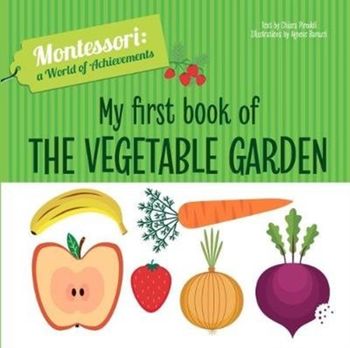 Text by Chiara Piroddi
Illustrations by Agnese Baruzzi
Montessori:
a World of Achievements
My first book of
THE VEGETABLE GARDEN